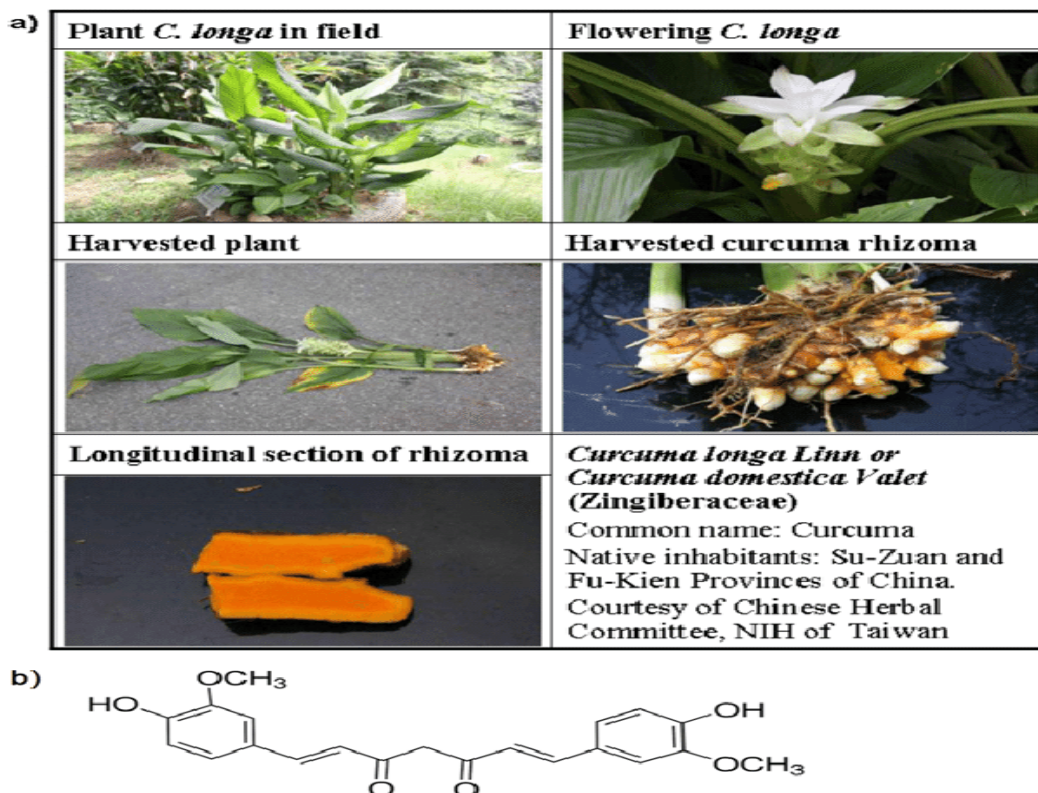 a)
Plant C. longa in field
Flowering C. longa
Harvested plant
Harvested curcuma rhizoma
Longitudinal section of rhizoma
Curcuma longa Linn or
Curcuma domestica Valet
(Zingiberaceae)
Common name: Curcuma
Native inhabitants: Su-Zuan and
Fu-Kien Provinces of China.
Courtesy of Chinese Herbal
Committee, NIH of Taiwan
b)
OCH3
HO
OH
OCH3
O
O